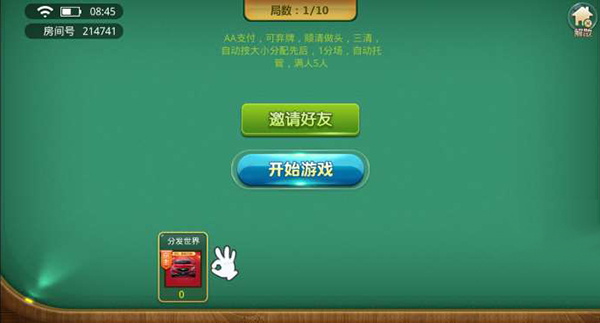 08:45
房间号 214741
局数：1/10
解散
AA支付，可弃牌，顺清做头，三清，
自动按大小分配先后，1分场，自动托
管，满人5人
邀请好友
开始游戏
分发世界
0